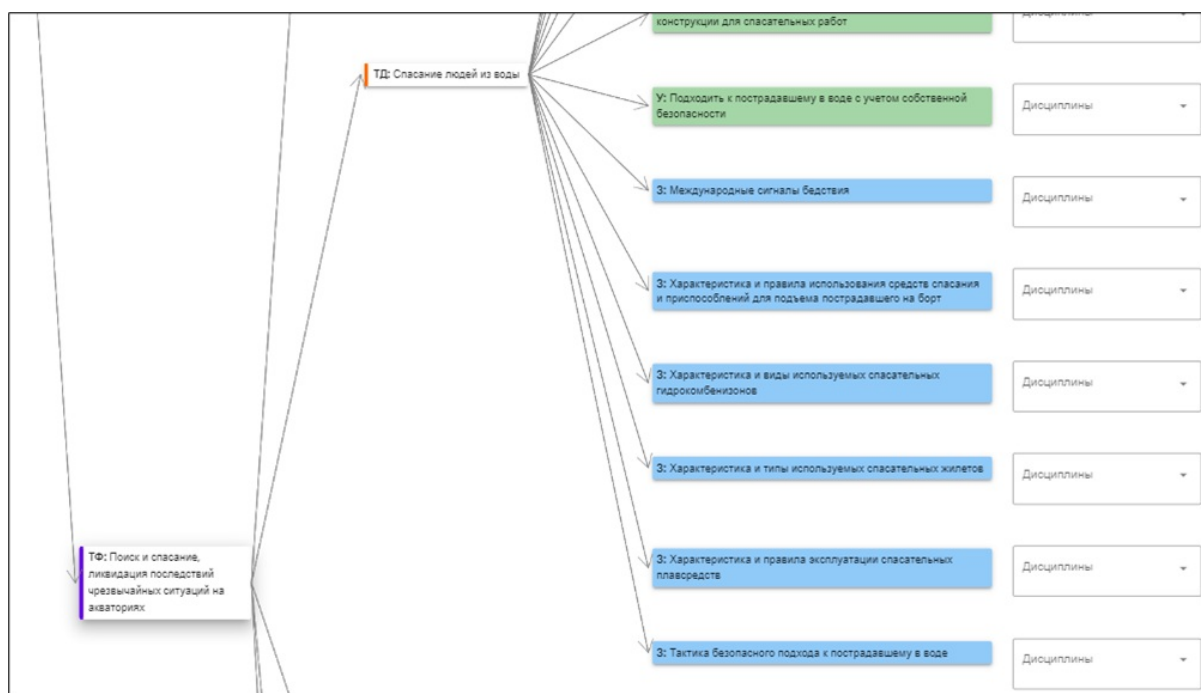 конструкции для спасательных работ
Дисциплины
ТД: Спасание людей из воды
У: Подходить к пострадавшему в воде с учетом собственной
безопасности
Дисциплины
З: Международные сигналы бедствия
Дисциплины
З: Характеристика и правила использования средств спасания
и приспособлений для подъема пострадавшего на борт
Дисциплины
З: Характеристика и виды используемых спасательных
гидрокомбенизонов
Дисциплины
З: Характеристика и типы используемых спасательных жилетов
Дисциплины
ТФ: Поиск и спасание,
ликвидация последствий
чрезвычайных ситуаций на
акваториях
З: Характеристика и правила эксплуатации спасательных
плавсредств
Дисциплины
З: Тактика безопасного подхода к пострадавшему в воде
Дисциплины